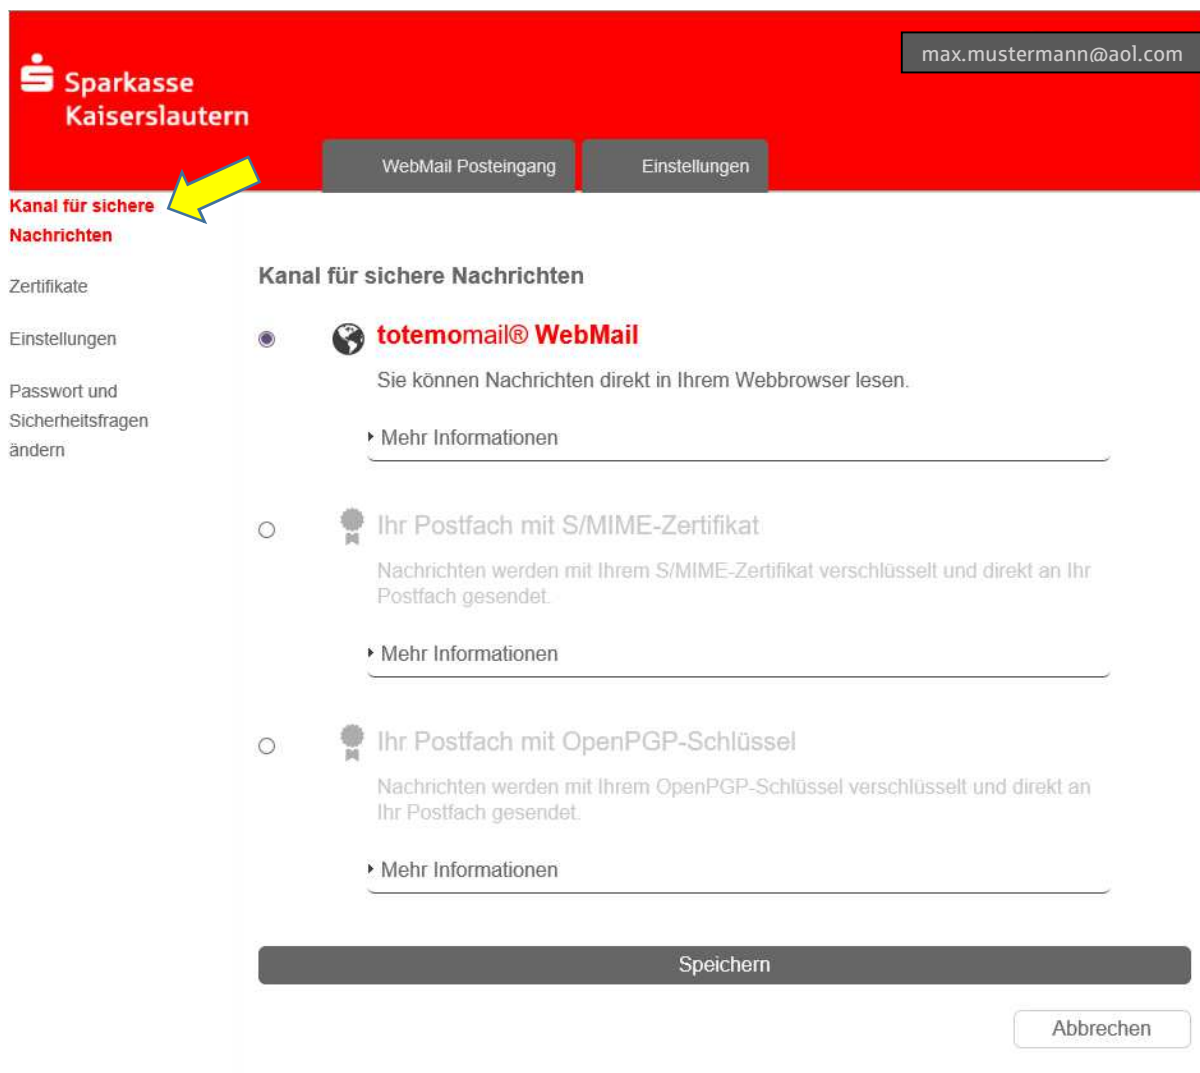 max.mustermann@aol.com
Sparkasse
Kaiserslautern
WebMail Posteingang
Einstellungen
Kanal für sichere
Nachrichten
Zertifikate
Einstellungen
Passwort und
Sicherheitsfragen
ändern
Kanal für sichere Nachrichten
totemomail® WebMail
Sie können Nachrichten direkt in Ihrem Webbrowser lesen.
Mehr Informationen
Ihr Postfach mit S/MIME-Zertifikat
Nachrichten werden mit Ihrem S/MIME-Zertifikat verschlüsselt und direkt an Ihr
Postfach gesendet.
Mehr Informationen
Ihr Postfach mit OpenPGP-Schlüssel
Nachrichten werden mit Ihrem OpenPGP-Schlüssel verschlüsselt und direkt an
Ihr Postfach gesendet.
Mehr Informationen
Speichern
Abbrechen